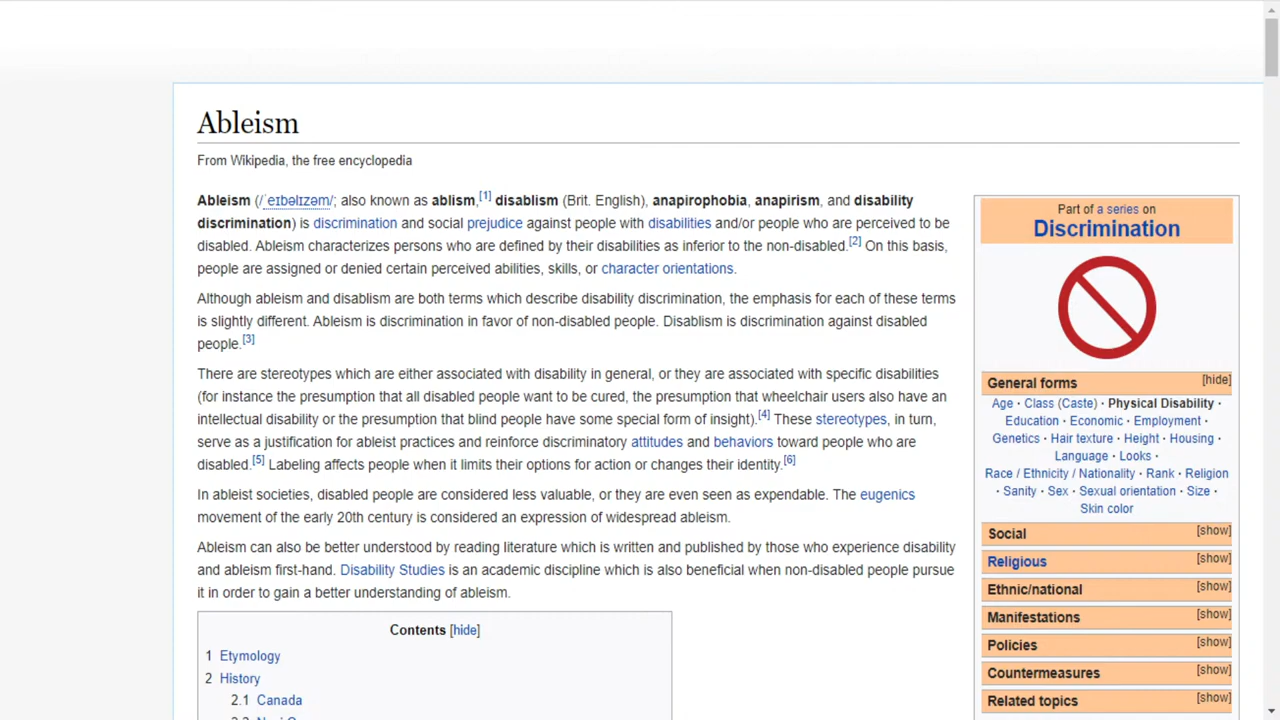 Ableism
From Wikipedia, the free encyclopedia
Ableism (/ˈeɪbəlɪzəm/; also known as ablism,[1] disablism (Brit. English), anapirophobia, anapirism, and disability
discrimination) is discrimination and social prejudice against people with disabilities and/or people who are perceived to be
disabled. Ableism characterizes persons who are defined by their disabilities as inferior to the non-disabled.[2] On this basis,
people are assigned or denied certain perceived abilities, skills, or character orientations.
Although ableism and disablism are both terms which describe disability discrimination, the emphasis for each of these terms
is slightly different. Ableism is discrimination in favor of non-disabled people. Disablism is discrimination against disabled
people.[3]
There are stereotypes which are either associated with disability in general, or they are associated with specific disabilities
(for instance the presumption that all disabled people want to be cured, the presumption that wheelchair users also have an
intellectual disability or the presumption that blind people have some special form of insight).[4] These stereotypes, in turn,
serve as a justification for ableist practices and reinforce discriminatory attitudes and behaviors toward people who are
disabled.[5] Labeling affects people when it limits their options for action or changes their identity.[6]
In ableist societies, disabled people are considered less valuable, or they are even seen as expendable. The eugenics
movement of the early 20th century is considered an expression of widespread ableism.
Ableism can also be better understood by reading literature which is written and published by those who experience disability
and ableism first-hand. Disability Studies is an academic discipline which is also beneficial when non-disabled people pursue
it in order to gain a better understanding of ableism.
Contents [hide]
1 Etymology
2 History
2.1 Canada
Part of a series on
Discrimination
General forms [hide]
Age · Class (Caste) · Physical Disability ·
Education · Economic · Employment ·
Genetics · Hair texture · Height · Housing ·
Language · Looks ·
Race / Ethnicity / Nationality · Rank · Religion
· Sanity · Sex · Sexual orientation · Size ·
Skin color
Social [show]
Religious [show]
Ethnic/national [show]
Manifestations [show]
Policies [show]
Countermeasures [show]
Related topics [show]